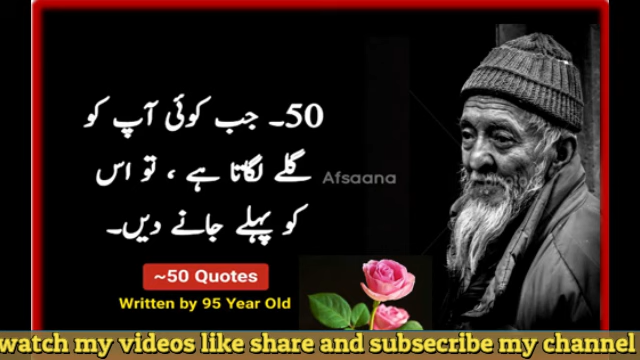 50۔ جب کوئی آپ کو
گلے لگاتا ہے ، تو اس
کو پہلے جانے دیں۔
Afsaana
~50 Quotes
Written by 95 Year Old
watch my videos like share and subsecribe my channel